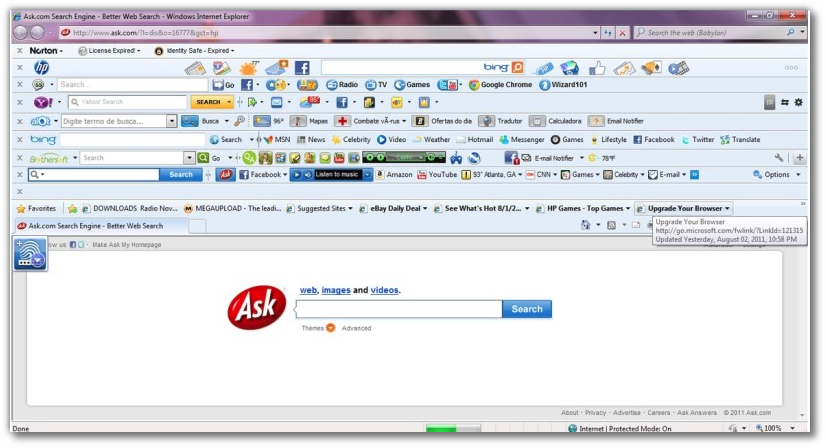 Ask.com Search Engine - Better Web Search - Windows Internet Explorer
http://www.ask.com/?l=dis&o=16777&gct=hp Search the web (Babylon)
Norton License Expired Identity Safe - Expired
hp 77° bing
Search... Go Radio TV Games Google Chrome Wizard101
Y! Yahoo! Search SEARCH eBY
Digite termo de busca... Busca 96° Mapas Combate vÃ­rus Ofertas do dia Tradutor Calculadora Email Notifier
bing Search MSN News Celebrity Video Weather Hotmail Messenger Games Lifestyle Facebook Twitter Translate
Brothersoft Search Go E-mail Notifier 78°F
Search Ask Facebook Listen to music Amazon YouTube 93° Atlanta, GA CNN Games Celebrity E-mail Options
Favorites DOWNLOADS Radio Nov... MEGAUPLOAD - The leadi... Suggested Sites eBay Daily Deal See What's Hot 8/1/2... HP Games - Top Games Upgrade Your Browser
Ask.com Search Engine - Better Web Search
Upgrade Your Browser
http://go.microsoft.com/fwlink/?LinkId=121315
Updated Yesterday, August 02, 2011, 10:58 PM
ow us: Make Ask My Homepage
web, images and videos.
Ask Search
Themes Advanced
About - Privacy - Advertise - Careers - Ask Answers © 2011 Ask.com
Done Internet | Protected Mode: On 100%